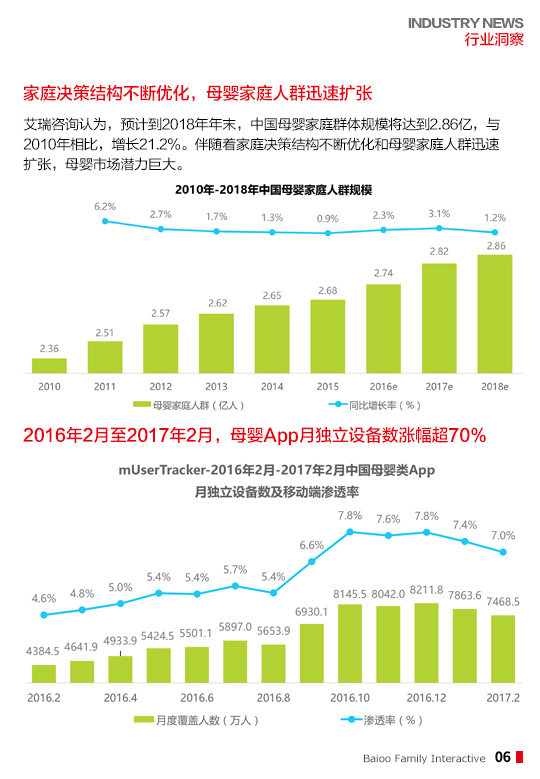 INDUSTRY NEWS
行业洞察
家庭决策结构不断优化，母婴家庭人群迅速扩张
艾瑞咨询认为，预计到2018年年末，中国母婴家庭群体规模将达到2.86亿，与
2010年相比，增长21.2%。伴随着家庭决策结构不断优化和母婴家庭人群迅速
扩张，母婴市场潜力巨大。
2010年-2018年中国母婴家庭人群规模
6.2% 2.7% 1.7% 1.3% 0.9% 2.3% 3.1% 1.2%
2.36 2.51 2.57 2.62 2.65 2.68 2.74 2.82 2.86
2010 2011 2012 2013 2014 2015 2016e 2017e 2018e
母婴家庭人群（亿人） 同比增长率（%）
2016年2月至2017年2月，母婴App月独立设备数涨幅超70%
mUserTracker-2016年2月-2017年2月中国母婴类App
月独立设备数及移动端渗透率
4.6% 4.8% 5.0% 5.4% 5.4% 5.7% 5.4% 6.6% 7.8% 7.6% 7.8% 7.4% 7.0%
4384.5 4641.9 4933.9 5424.5 5501.1 5897.0 5653.9 6930.1 8145.5 8042.0 8211.8 7863.6 7468.5
2016.2 2016.4 2016.6 2016.8 2016.10 2016.12 2017.2
月度覆盖人数（万人） 渗透率（%）
Baioo Family Interactive 06